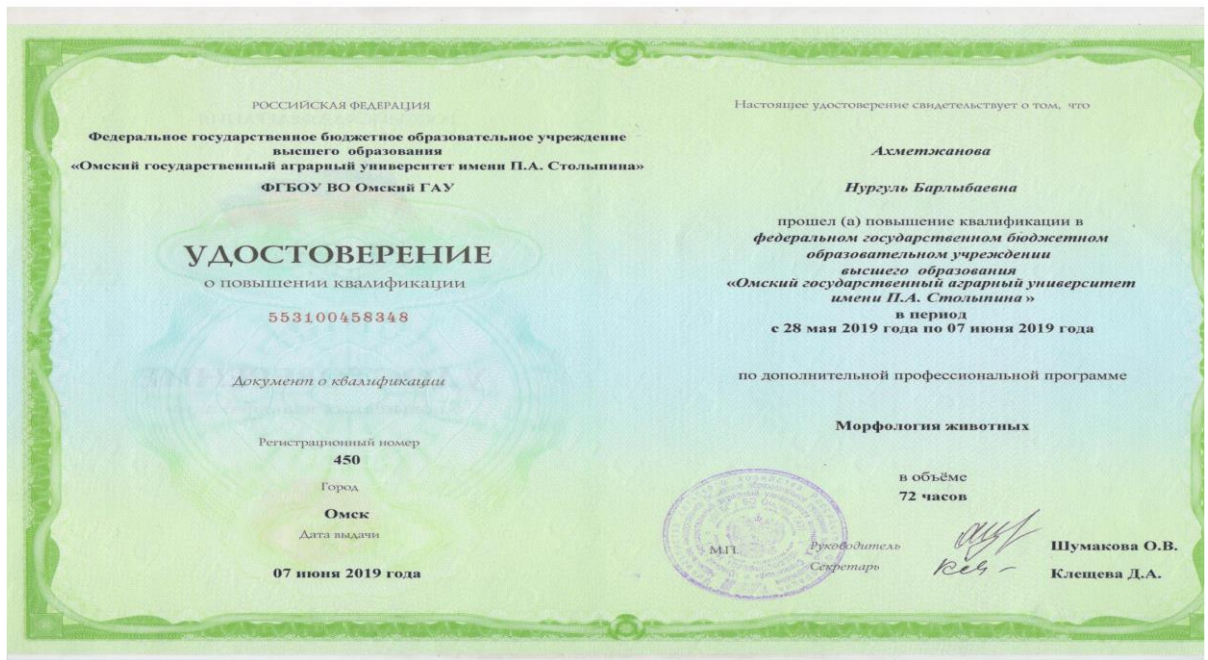 РОССИЙСКАЯ ФЕДЕРАЦИЯ
Федеральное государственное бюджетное образовательное учреждение
высшего образования
«Омский государственный аграрный университет имени П.А. Столыпина»
ФГБОУ ВО Омский ГАУ
УДОСТОВЕРЕНИЕ
о повышении квалификации
553100458348
Документ о квалификации
Регистрационный номер
450
Город
Омск
Дата выдачи
07 июня 2019 года
Настоящее удостоверение свидетельствует о том, что
Ахметжанова
Нургуль Барлыбаевна
прошел (а) повышение квалификации в
федеральном государственном бюджетном
образовательном учреждении
высшего образования
«Омский государственный аграрный университет
имени П.А. Столыпина»
в период
с 28 мая 2019 года по 07 июня 2019 года
по дополнительной профессиональной программе
Морфология животных
в объёме
72 часов
М.П.
Руководитель
Шумакова О.В.
Секретарь
Клещева Д.А.